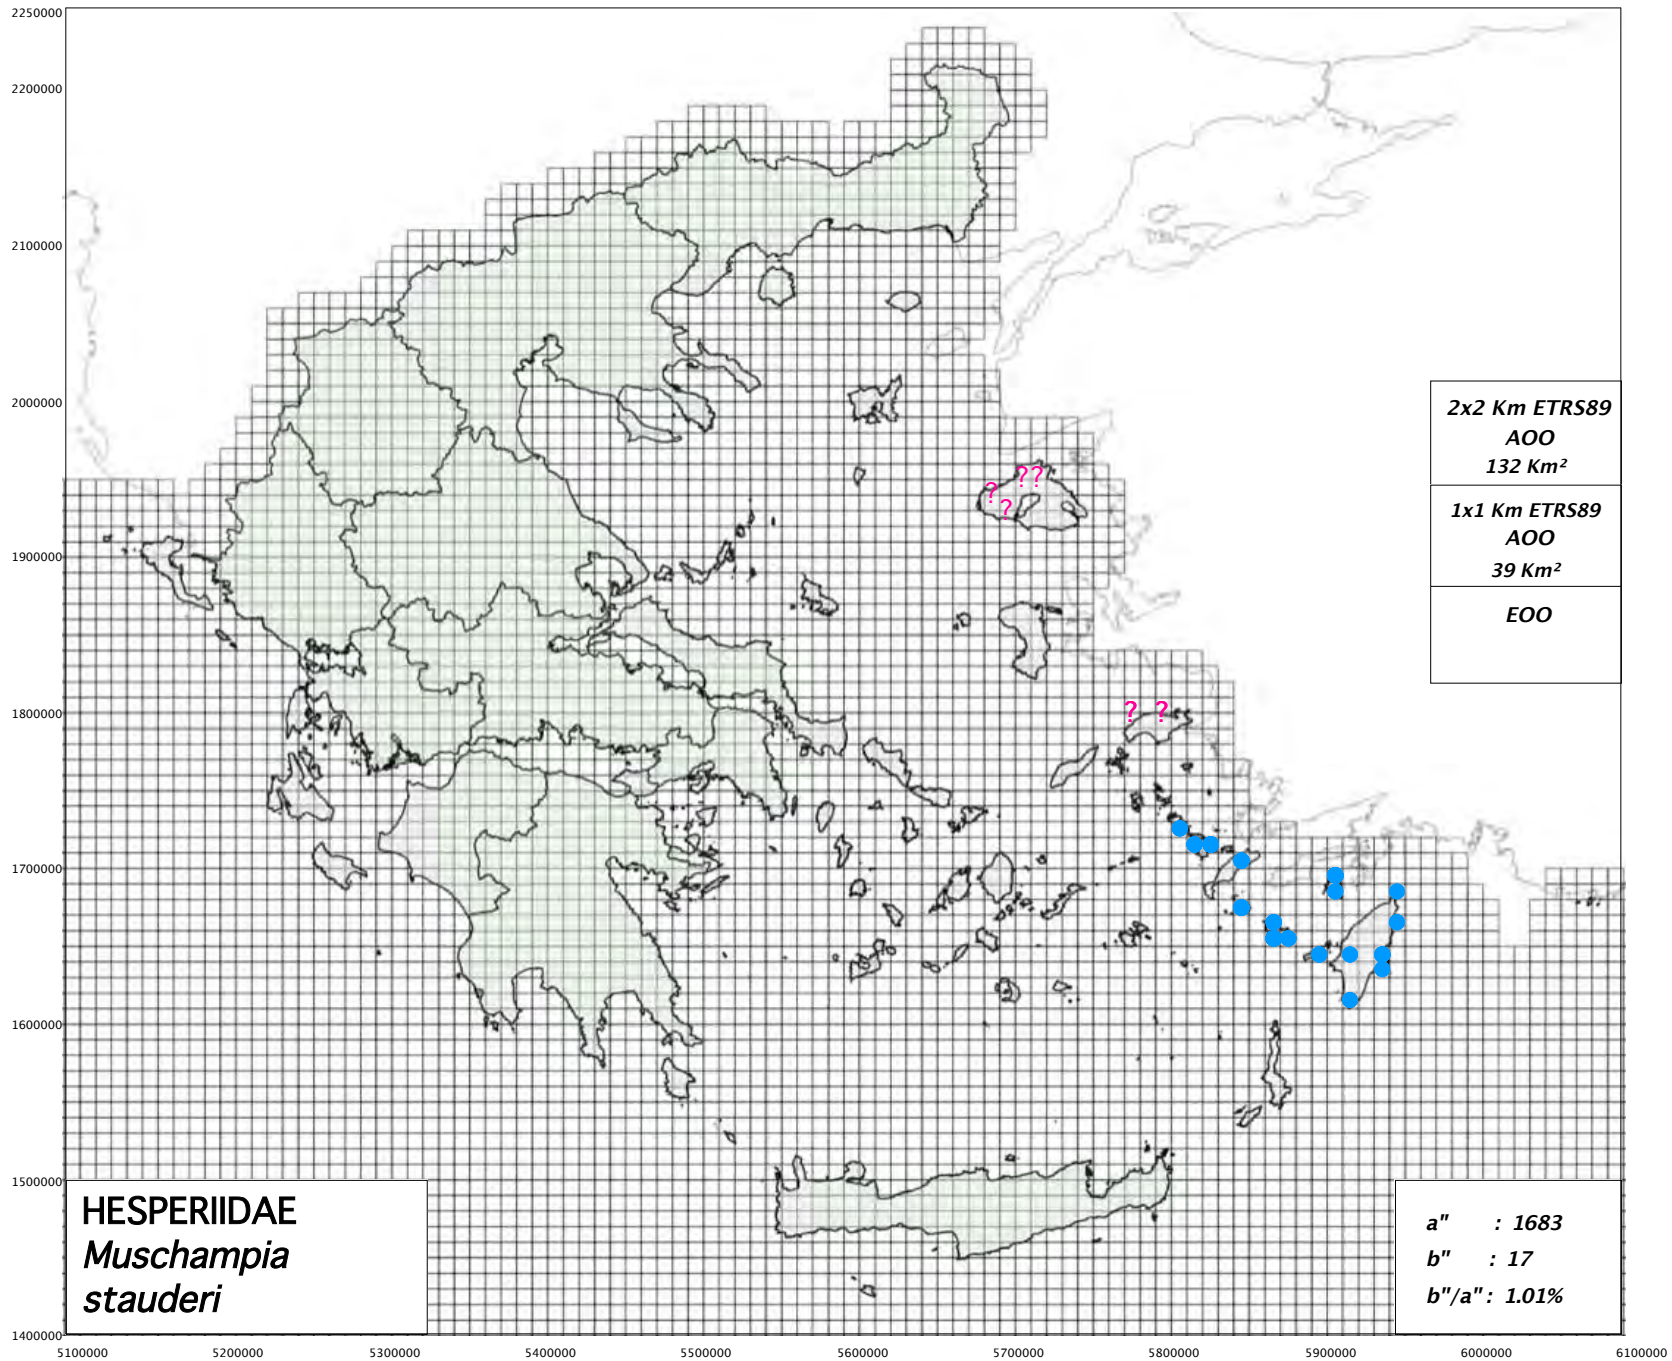 2250000
2200000
2100000
2000000
1900000
1800000
1700000
1600000
1500000
1400000
2x2 Km ETRS89
AOO
132 Km²
1x1 Km ETRS89
AOO
39 Km²
EOO
??
?
?
? ?
HESPERIIDAE
Muschampia
stauderi
a" : 1683
b" : 17
b"/a" : 1.01%
5100000 5200000 5300000 5400000 5500000 5600000 5700000 5800000 5900000 6000000 6100000